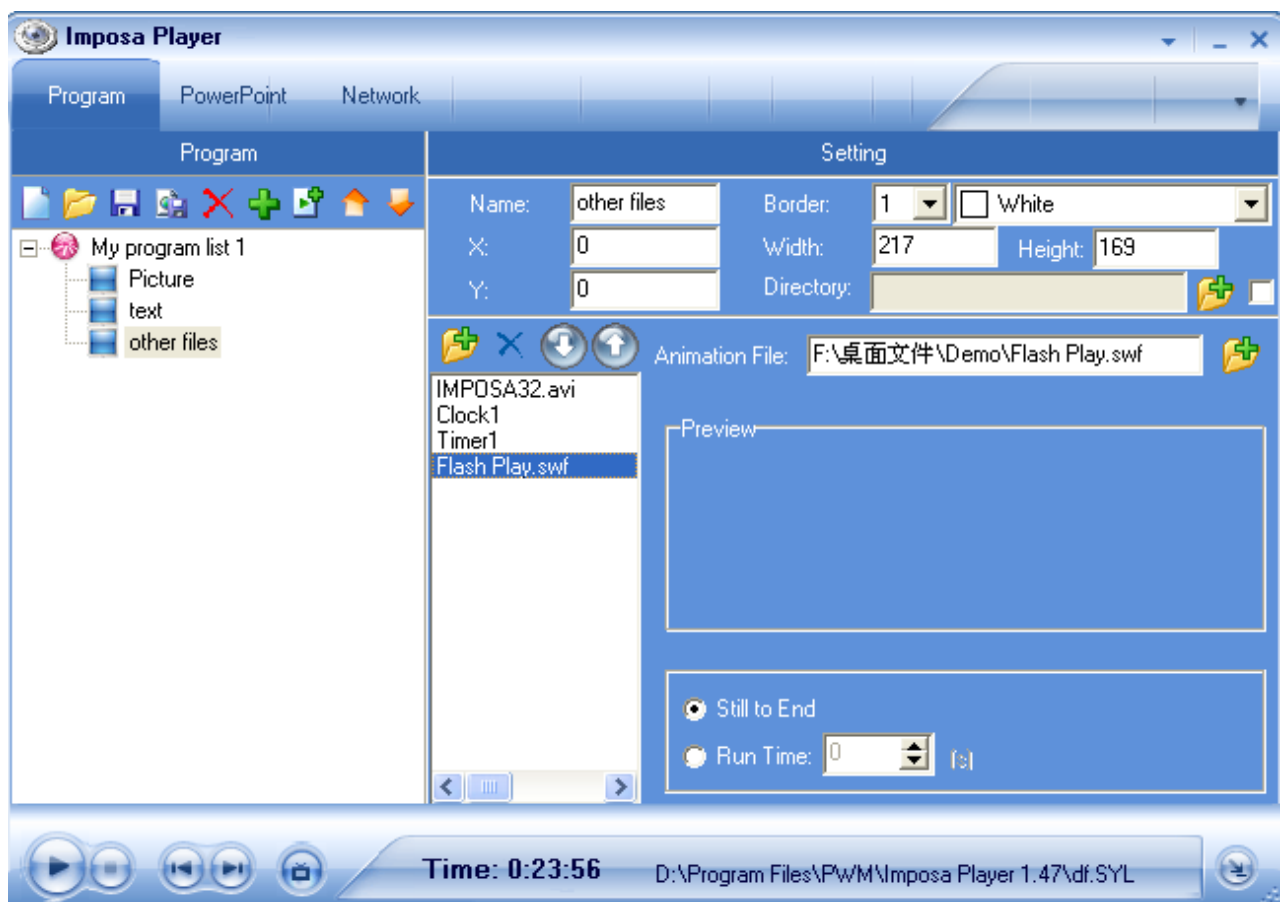 Imposa Player
Program PowerPoint Network
Program
Setting
My program list 1
Picture
text
other files
Name: other files Border: 1 White
X: 0 Width: 217 Height: 169
Y: 0 Directory:
Animation File: F:\桌面文件\Demo\Flash Play.swf
IMPOSA32.avi
Clock1
Timer1
Flash Play.swf
Preview
Still to End
Run Time: 0 (s)
Time: 0:23:56 D:\Program Files\PWM\Imposa Player 1.47\df.SYL